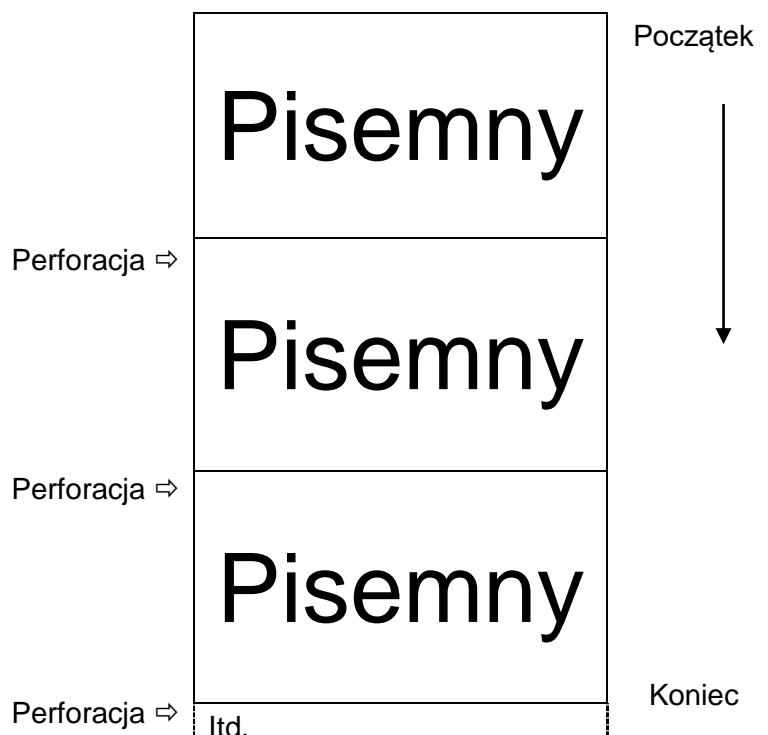 Początek
Pisemny
Perforacja ⇨
Pisemny
Perforacja ⇨
Pisemny
Koniec
Perforacja ⇨
Itd.